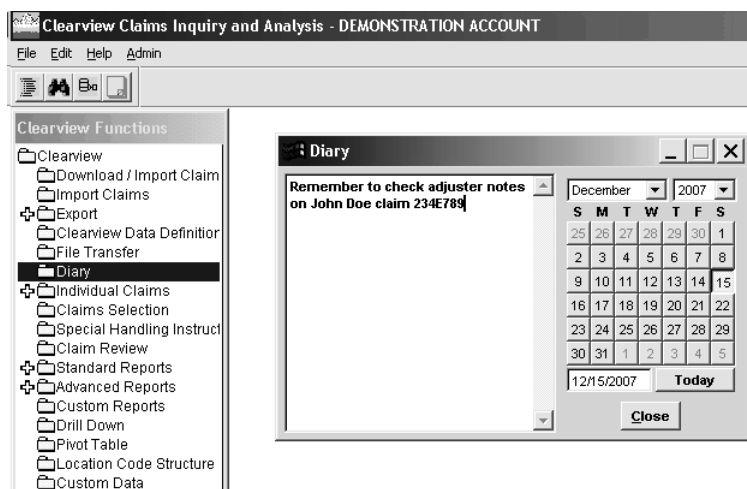 Clearview Claims Inquiry and Analysis - DEMONSTRATION ACCOUNT
File Edit Help Admin
Clearview Functions
Clearview
Download / Import Claim
Import Claims
Export
Clearview Data Definitior
File Transfer
Diary
Individual Claims
Claims Selection
Special Handling Instruct
Claim Review
Standard Reports
Advanced Reports
Custom Reports
Drill Down
Pivot Table
Location Code Structure
Custom Data
Diary
Remember to check adjuster notes
on John Doe claim 234E789
December 2007
S M T W T F S
25 26 27 28 29 30 1
2 3 4 5 6 7 8
9 10 11 12 13 14 15
16 17 18 19 20 21 22
23 24 25 26 27 28 29
30 31 1 2 3 4 5
12/15/2007 Today
Close